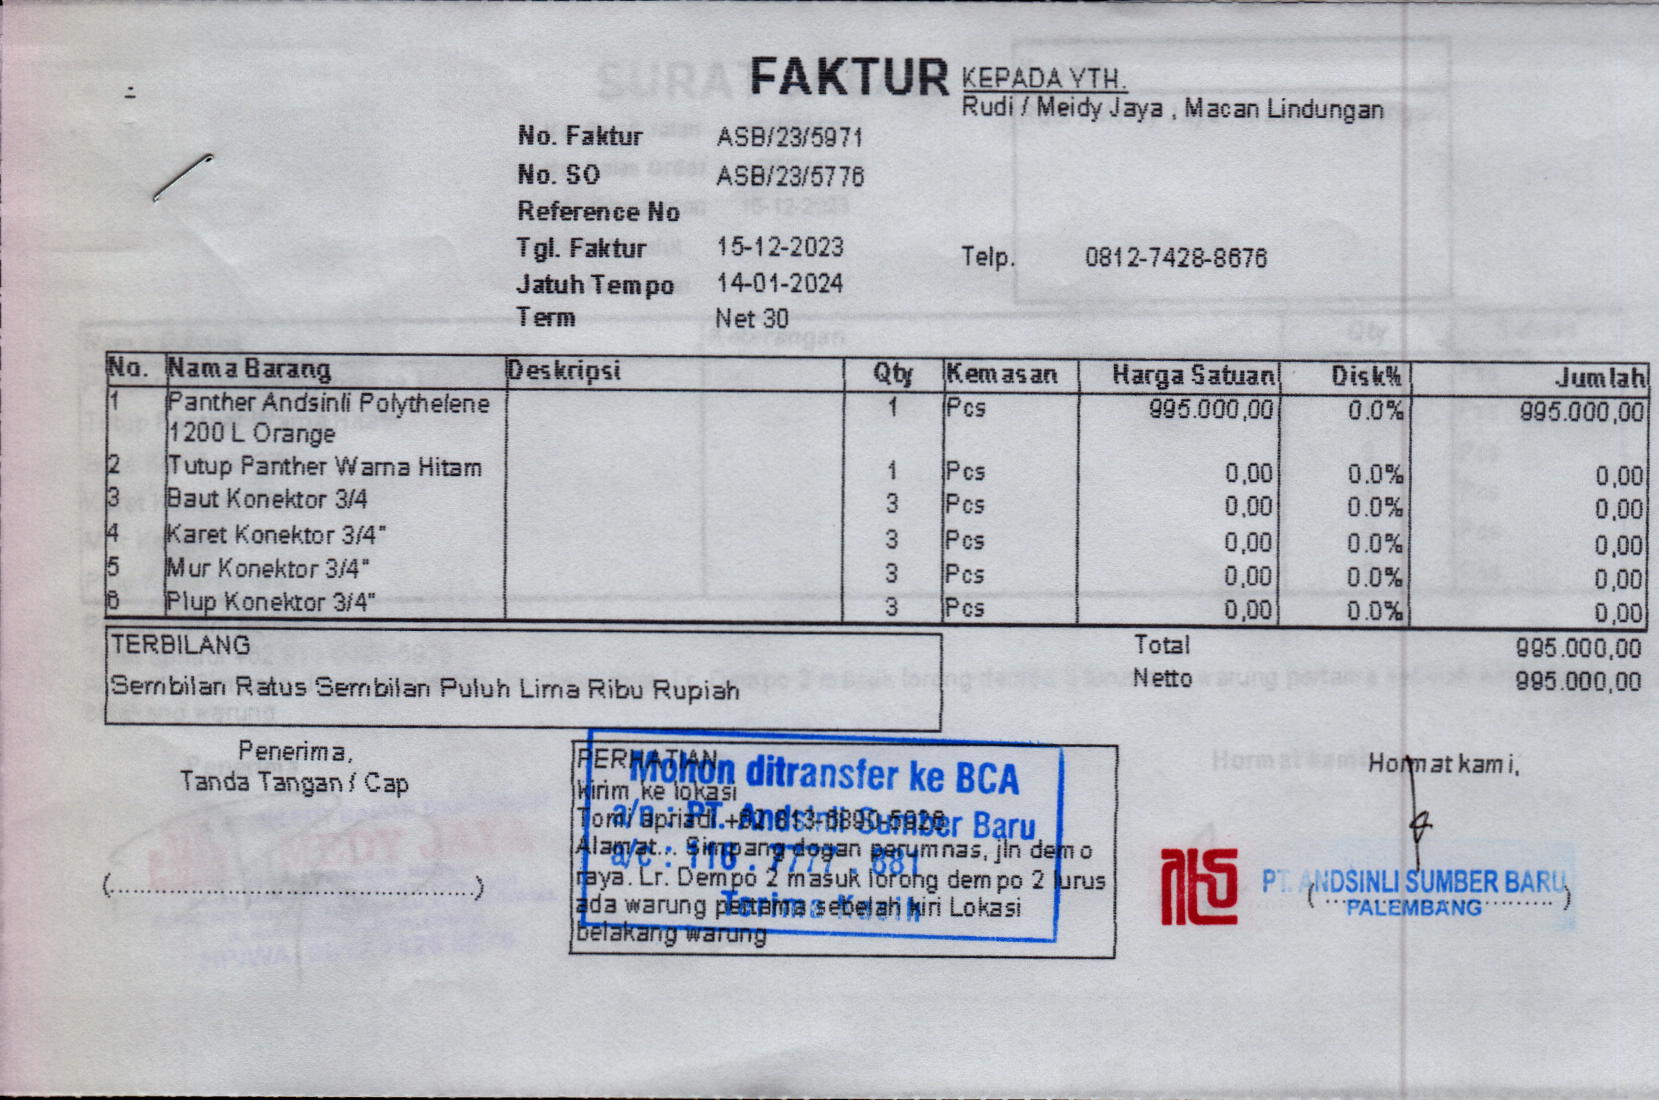 FAKTUR
KEPADA YTH.
Rudi / Meidy Jaya , Macan Lindungan
No. Faktur ASB/23/5971
No. SO ASB/23/5776
Reference No
Tgl. Faktur 15-12-2023
Telp. 0812-7428-8676
Jatuh Tempo 14-01-2024
Term Net 30
No. Nama Barang Deskripsi Qty Kemasan Harga Satuan Disk% Jumlah
1 Panther Andsinli Polythelene 1 Pcs 995.000,00 0.0% 995.000,00
1200 L Orange
2 Tutup Panther Warna Hitam 1 Pcs 0,00 0.0% 0,00
3 Baut Konektor 3/4 3 Pcs 0,00 0.0% 0,00
4 Karet Konektor 3/4" 3 Pcs 0,00 0.0% 0,00
5 Mur Konektor 3/4" 3 Pcs 0,00 0.0% 0,00
6 Plup Konektor 3/4" 3 Pcs 0,00 0.0% 0,00
TERBILANG
Sembilan Ratus Sembilan Puluh Lima Ribu Rupiah
Total 995.000,00
Netto 995.000,00
Penerima,
Tanda Tangan / Cap
(..................................................)
PERHATIAN
kirim ke lokasi
Tomi apriadi
Alamat... Simpang dogan perumnas, jln demo
raya. Lr. Dempo 2 masuk lorong dempo 2 lurus
ada warung pertama sebelah kiri Lokasi
belakang warung
Mohon ditransfer ke BCA
a/n : PT. Andsinli Sumber Baru
a/c : 116 . 7777 . 881
Terima Kasih
Hormat kami,
PT. ANDSINLI SUMBER BARU
PALEMBANG